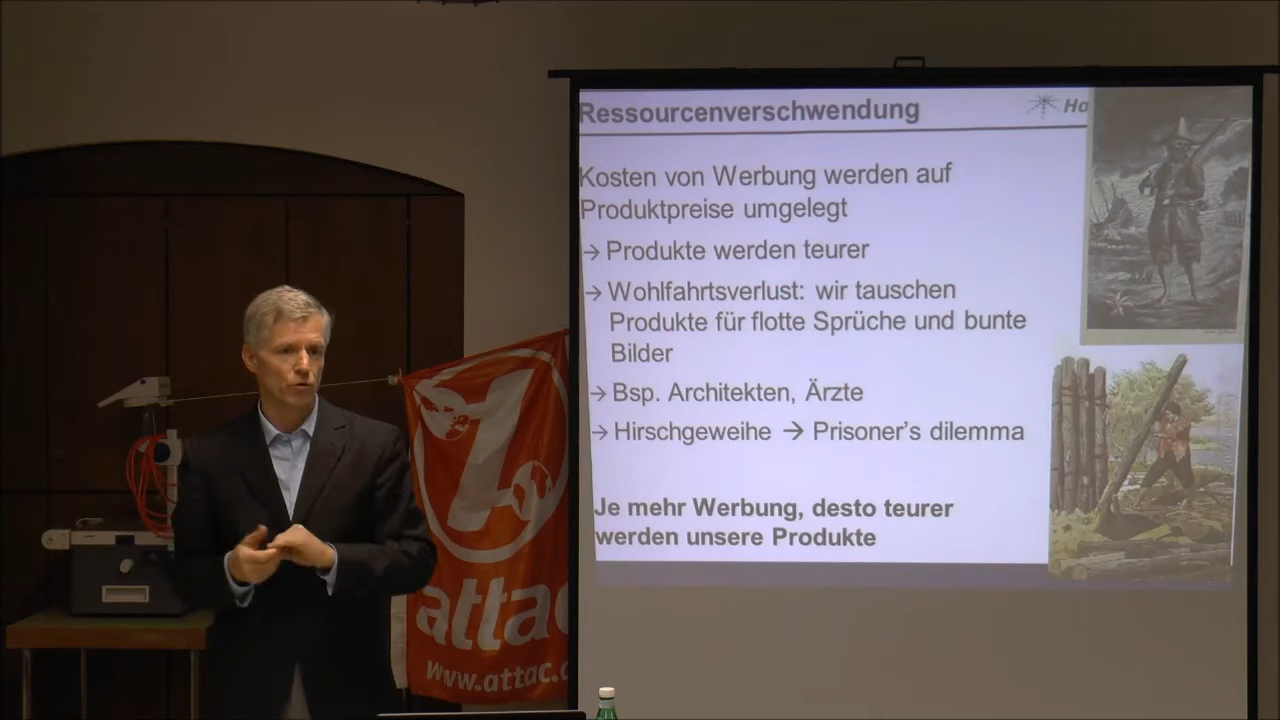 Ressourcenverschwendung
Ho
Kosten von Werbung werden auf
Produktpreise umgelegt
→ Produkte werden teurer
→ Wohlfahrtsverlust: wir tauschen
Produkte für flotte Sprüche und bunte
Bilder
→ Bsp. Architekten, Ärzte
→ Hirschgeweihe → Prisoner's dilemma
Je mehr Werbung, desto teurer
werden unsere Produkte
attac
www.attac.